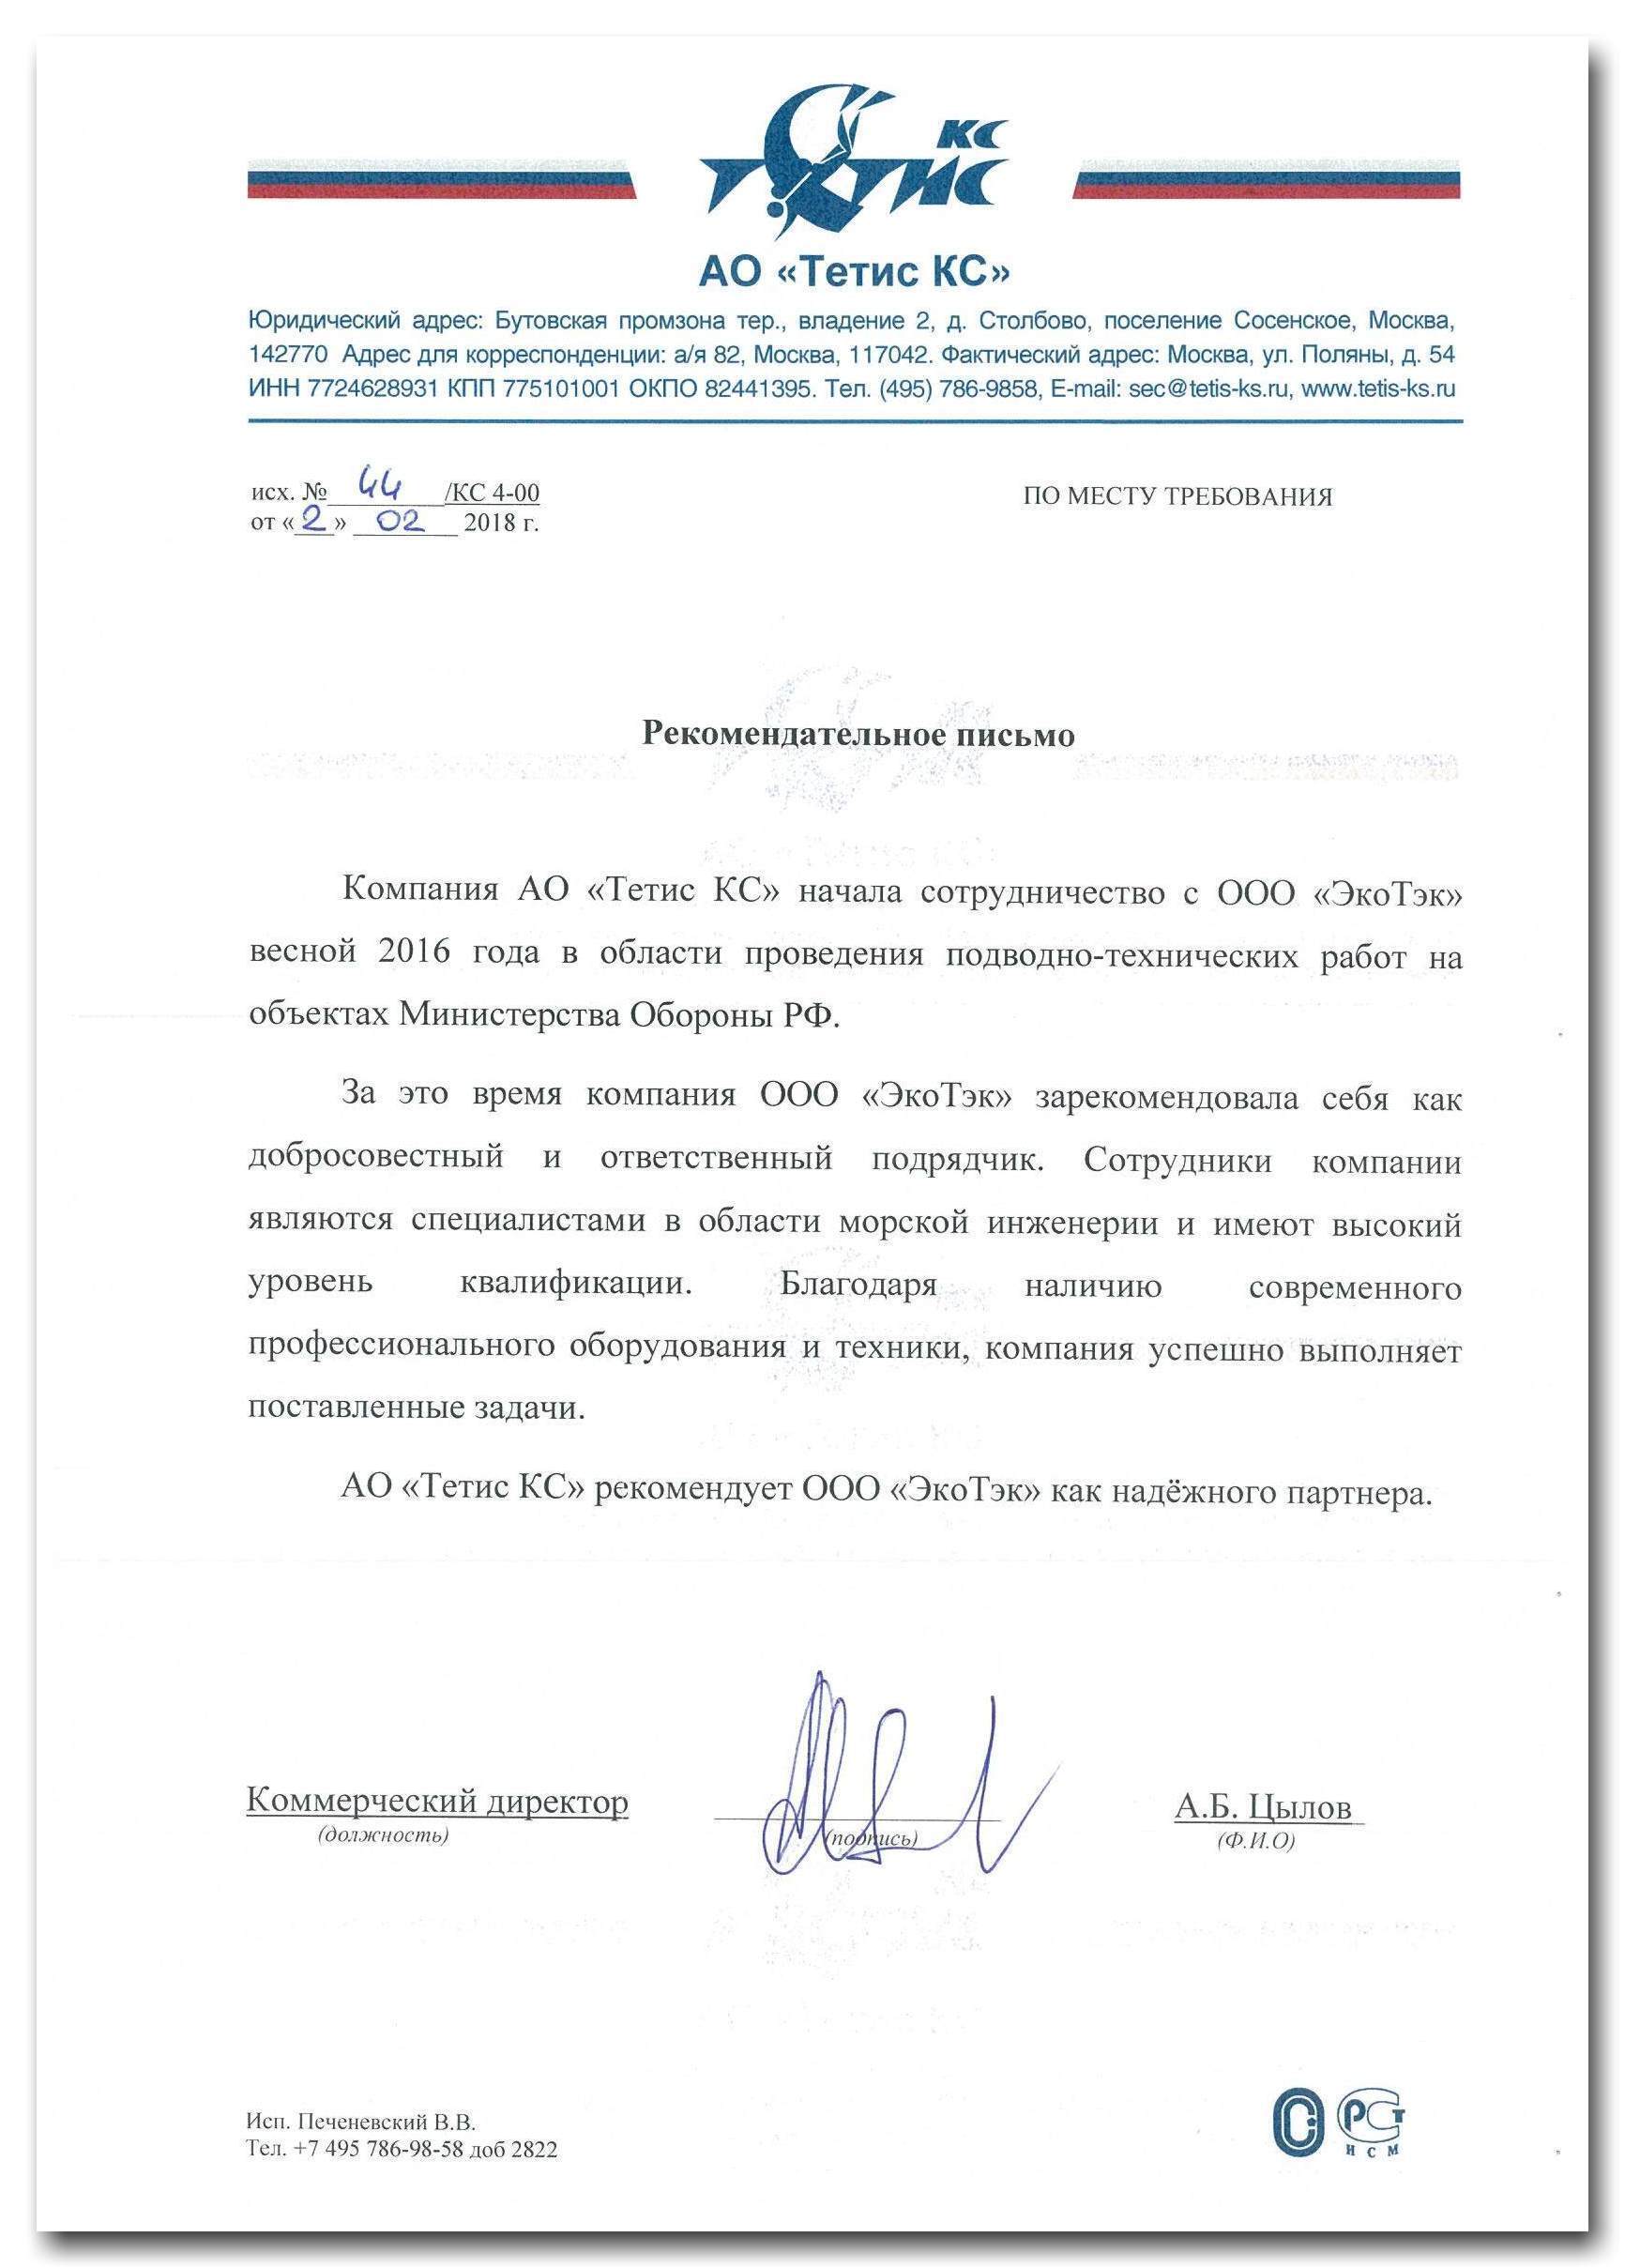 КС
ТЕТИС
АО «Тетис КС»
Юридический адрес: Бутовская промзона тер., владение 2, д. Столбово, поселение Сосенское, Москва,
142770 Адрес для корреспонденции: а/я 82, Москва, 117042. Фактический адрес: Москва, ул. Поляны, д. 54
ИНН 7724628931 КПП 775101001 ОКПО 82441395. Тел. (495) 786-9858, E-mail: sec@tetis-ks.ru, www.tetis-ks.ru
исх. № 44 /КС 4-00
ПО МЕСТУ ТРЕБОВАНИЯ
от «2» 02 2018 г.
Рекомендательное письмо
Компания АО «Тетис КС» начала сотрудничество с ООО «ЭкоТэк»
весной 2016 года в области проведения подводно-технических работ на
объектах Министерства Обороны РФ.
За это время компания ООО «ЭкоТэк» зарекомендовала себя как
добросовестный и ответственный подрядчик. Сотрудники компании
являются специалистами в области морской инженерии и имеют высокий
уровень квалификации. Благодаря наличию современного
профессионального оборудования и техники, компания успешно выполняет
поставленные задачи.
АО «Тетис КС» рекомендует ООО «ЭкоТэк» как надёжного партнера.
Коммерческий директор А.Б. Цылов
(должность) (подпись) (Ф.И.О)
Исп. Печеневский В.В.
Тел. +7 495 786-98-58 доб 2822
РСТ
ИСМ